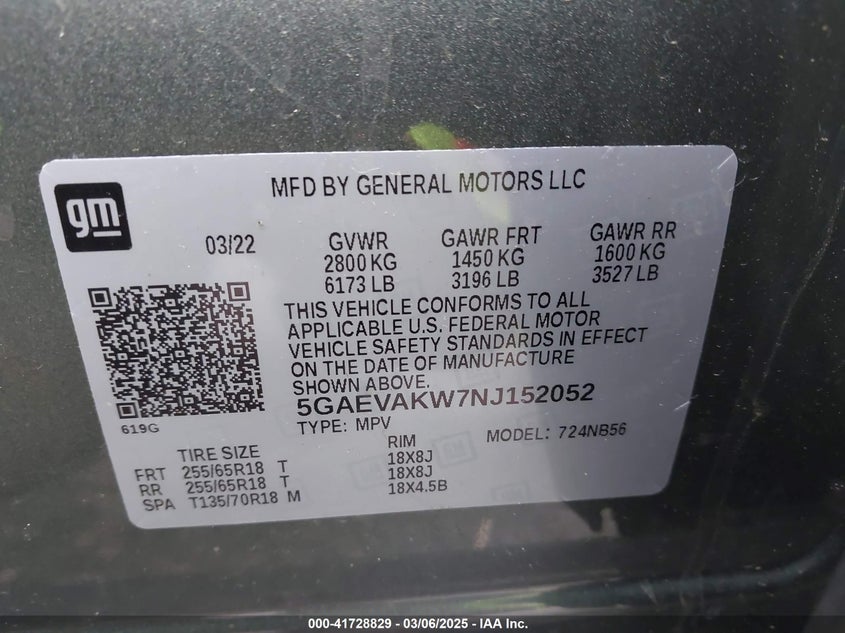 MFD BY GENERAL MOTORS LLC
gm
03/22 GVWR GAWR FRT GAWR RR
2800 KG 1450 KG 1600 KG
6173 LB 3196 LB 3527 LB
THIS VEHICLE CONFORMS TO ALL
APPLICABLE U.S. FEDERAL MOTOR
VEHICLE SAFETY STANDARDS IN EFFECT
ON THE DATE OF MANUFACTURE
SHOWN ABOVE.
5GAEVAKW7NJ152052
619G
TYPE: MPV MODEL: 724NB56
TIRE SIZE RIM
FRT 255/65R18 T 18X8J
RR 255/65R18 T 18X8J
SPA T135/70R18 M 18X4.5B
000-41728829 - 03/06/2025 - IAA Inc.